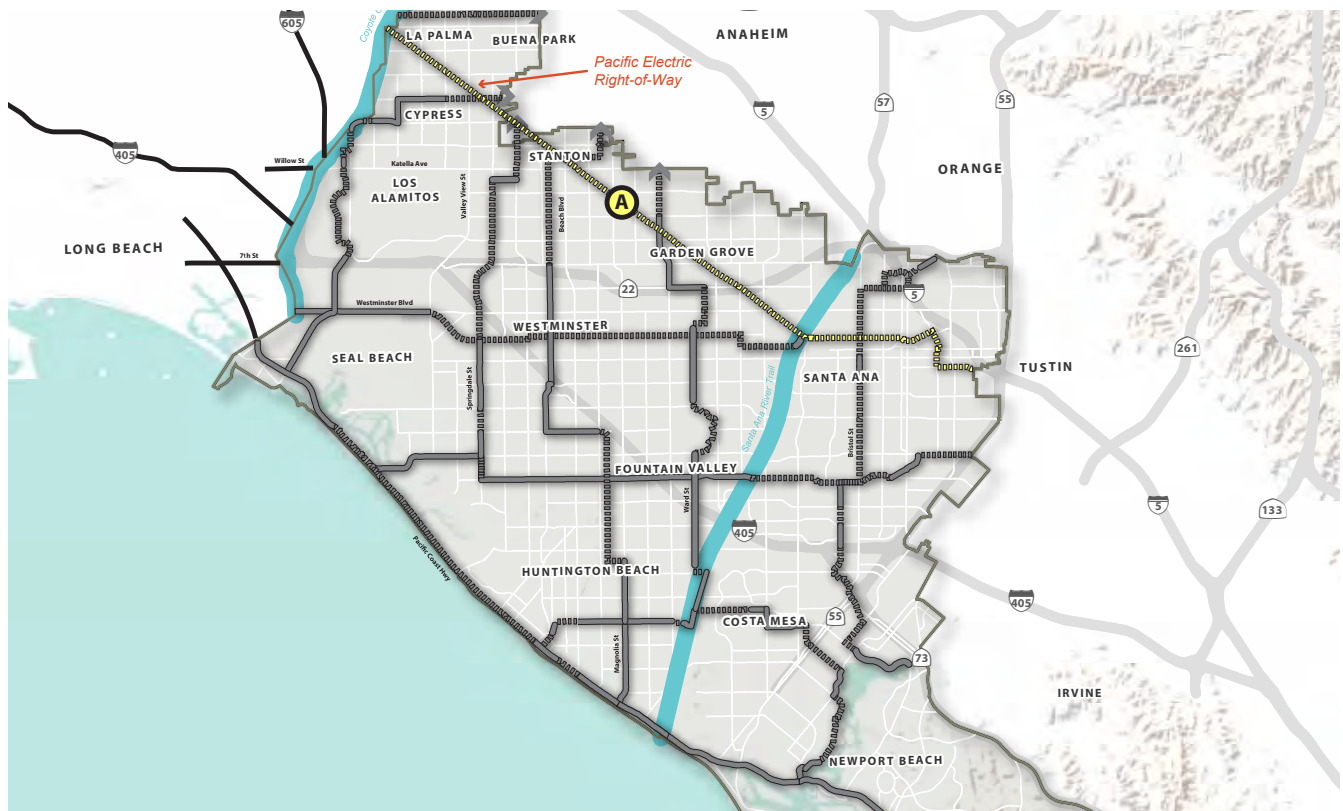 605
Coyote C
LA PALMA
BUENA PARK
ANAHEIM
Pacific Electric
Right-of-Way
57
55
5
CYPRESS
405
Willow St
Katella Ave
STANTON
ORANGE
LOS
ALAMITOS
Valley View St
Beach Blvd
A
LONG BEACH
7th St
GARDEN GROVE
22
5
Westminster Blvd
WESTMINSTER
SEAL BEACH
261
TUSTIN
SANTA ANA
Springdale St
Santa Ana River Trail
Bristol St
FOUNTAIN VALLEY
Ward St
5
133
405
Pacific Coast Hwy
HUNTINGTON BEACH
405
55
COSTA MESA
Magnolia St
73
IRVINE
NEWPORT BEACH